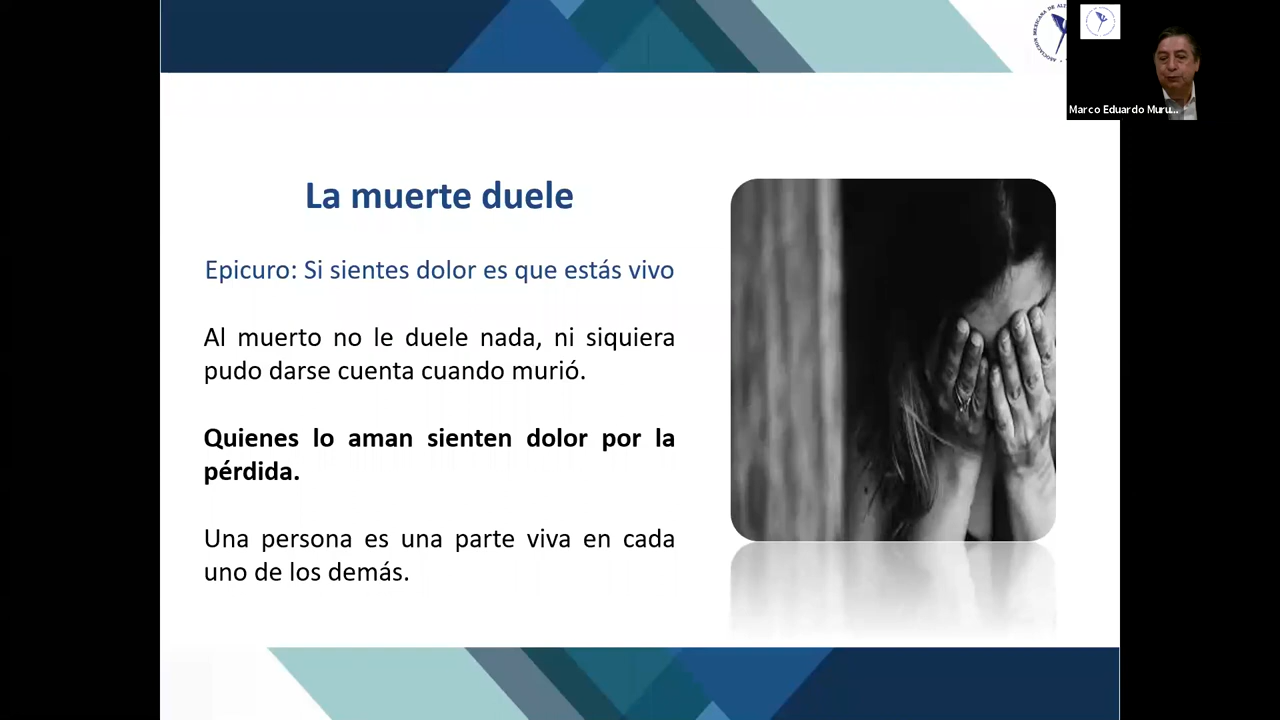 Marco Eduardo Muru...
La muerte duele
Epicuro: Si sientes dolor es que estás vivo
Al muerto no le duele nada, ni siquiera
pudo darse cuenta cuando murió.
Quienes lo aman sienten dolor por la
pérdida.
Una persona es una parte viva en cada
uno de los demás.